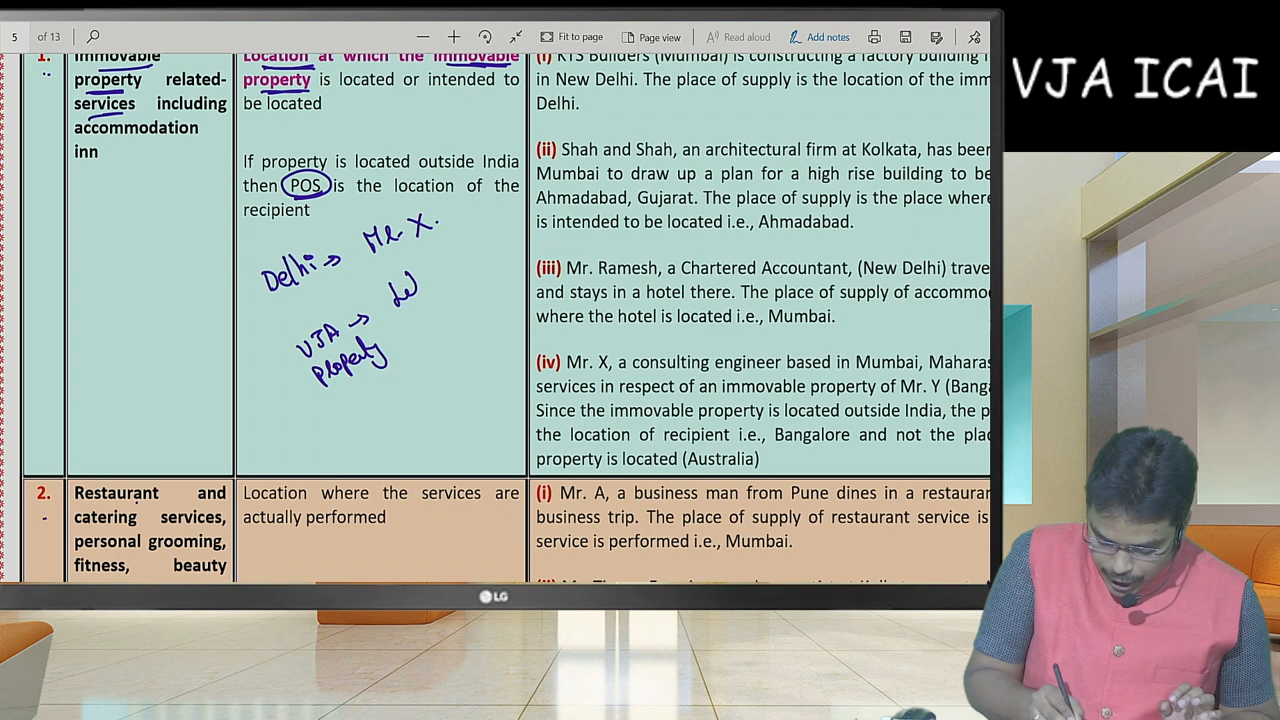 5 of 13
Fit to page
Page view
Read aloud
Add notes
VJA ICAI
1.
Immovable
property related-
services including
accommodation
inn
Location at which the immovable
property is located or intended to
be located
If property is located outside India
then POS is the location of the
recipient
Delhi → Mr. X.
VJA →
property
(i) KTS Builders (Mumbai) is constructing a factory building
in New Delhi. The place of supply is the location of the imm
Delhi.
(ii) Shah and Shah, an architectural firm at Kolkata, has been
Mumbai to draw up a plan for a high rise building to be
Ahmadabad, Gujarat. The place of supply is the place where
is intended to be located i.e., Ahmadabad.
(iii) Mr. Ramesh, a Chartered Accountant, (New Delhi) trave
and stays in a hotel there. The place of supply of accommo
where the hotel is located i.e., Mumbai.
(iv) Mr. X, a consulting engineer based in Mumbai, Maharas
services in respect of an immovable property of Mr. Y (Banga
Since the immovable property is located outside India, the p
the location of recipient i.e., Bangalore and not the plac
property is located (Australia)
2.
Restaurant and
catering services,
personal grooming,
fitness, beauty
Location where the services are
actually performed
(i) Mr. A, a business man from Pune dines in a restauran
business trip. The place of supply of restaurant service is
service is performed i.e., Mumbai.
LG